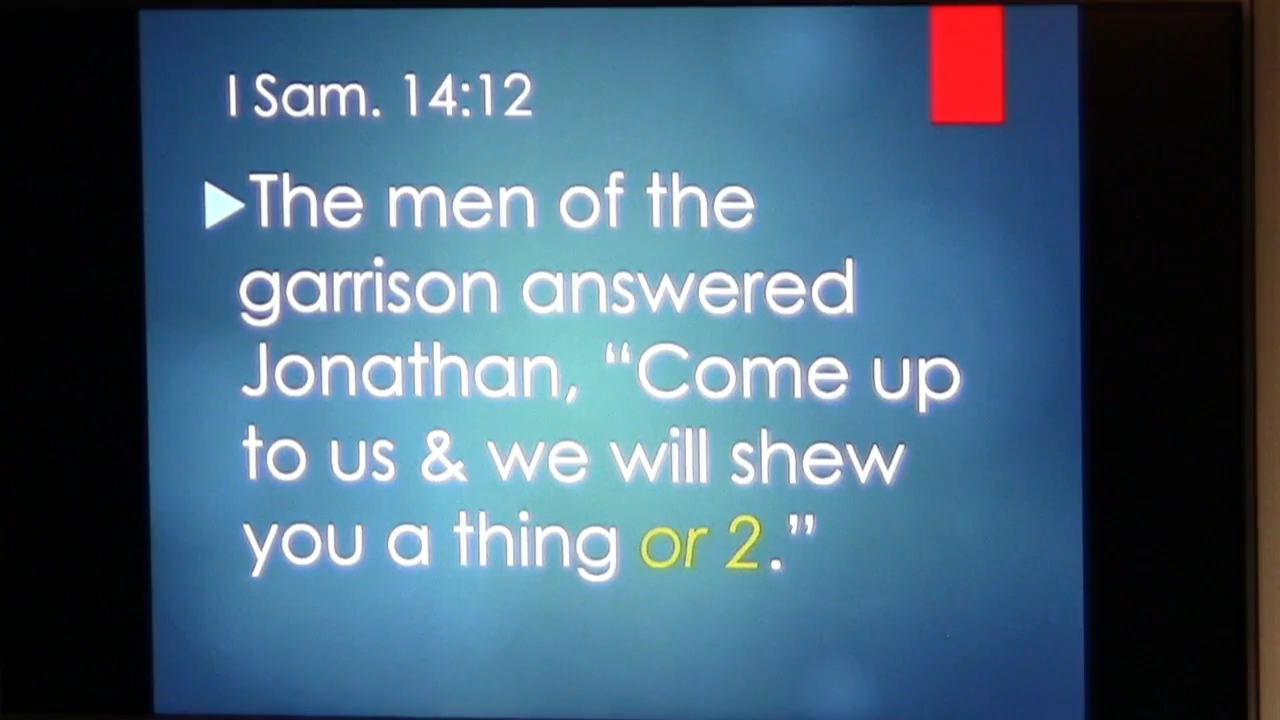 I Sam. 14:12
The men of the
garrison answered
Jonathan, “Come up
to us & we will shew
you a thing or 2.”